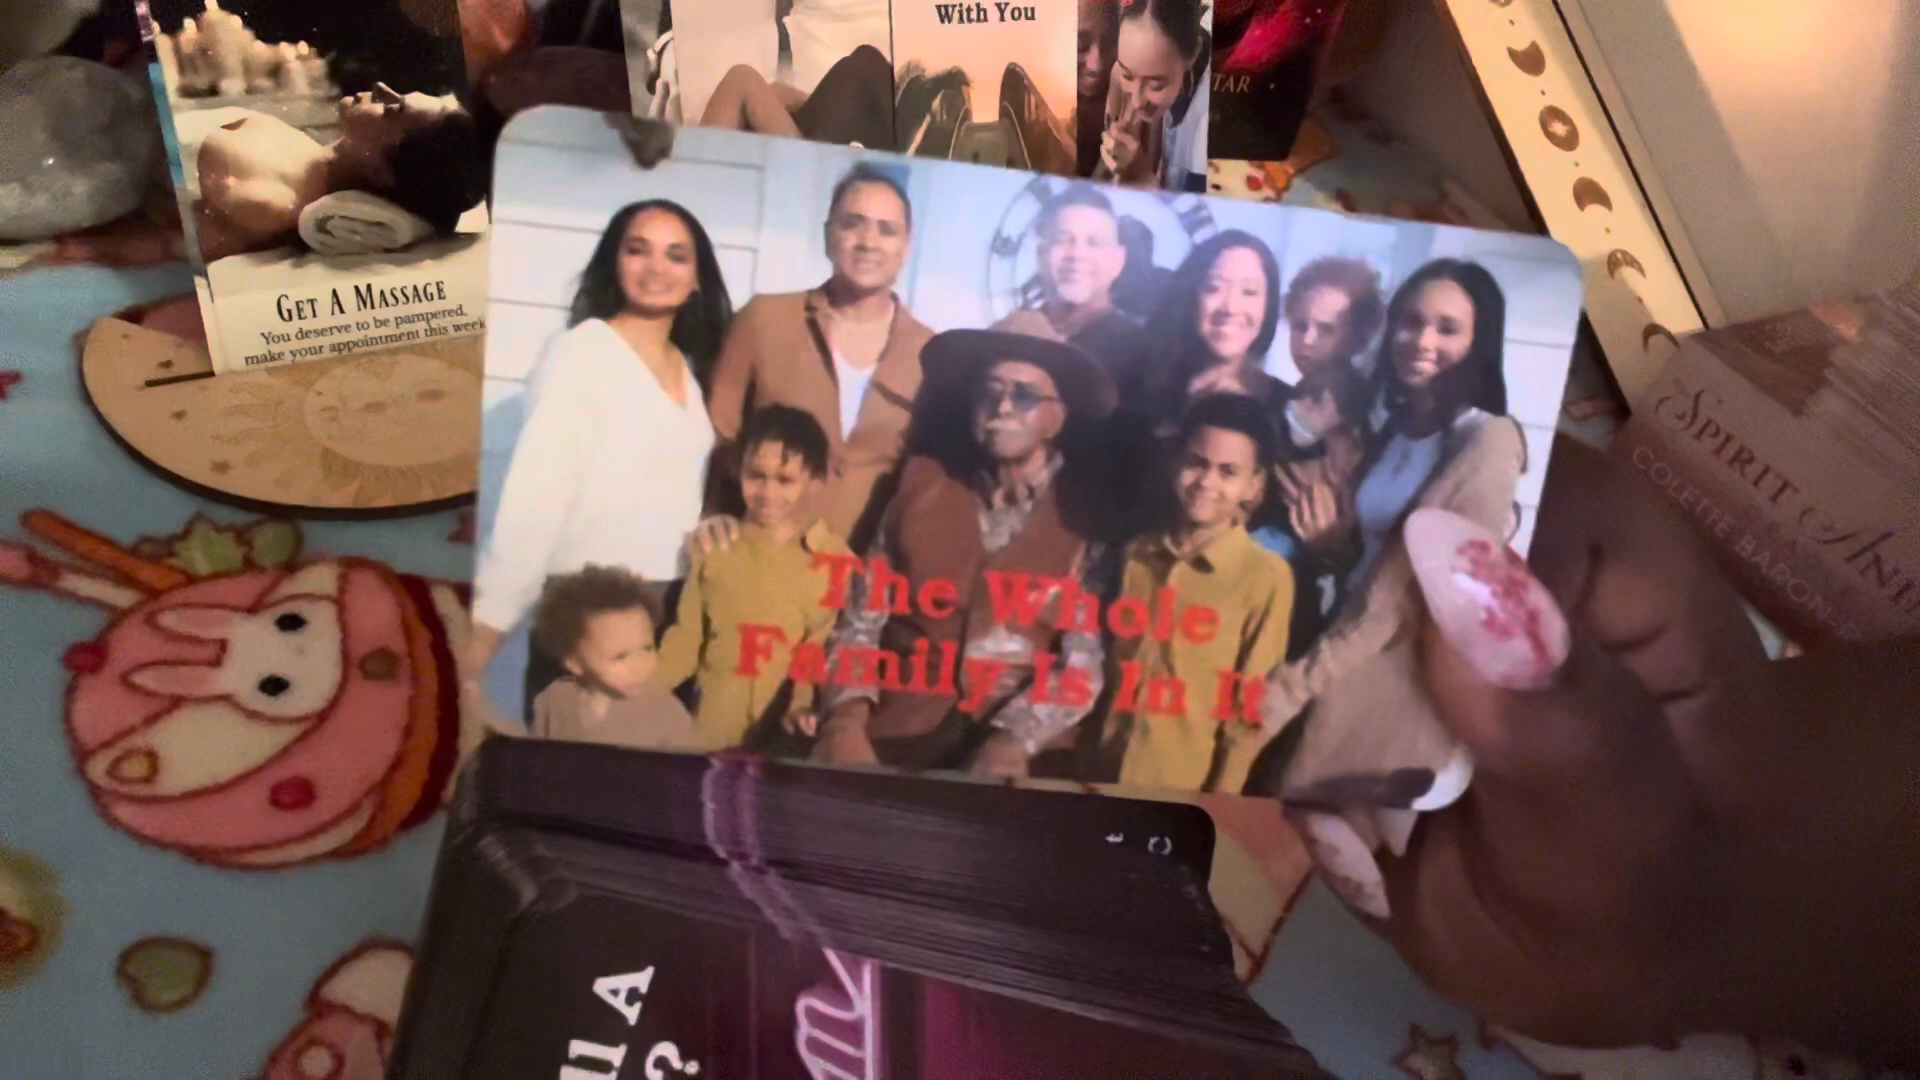 With You
TAR
GET A MASSAGE
You deserve to be pampered,
make your appointment this week
The Whole
Family Is In It
SPIRIT
COLETTE BARON
A
?